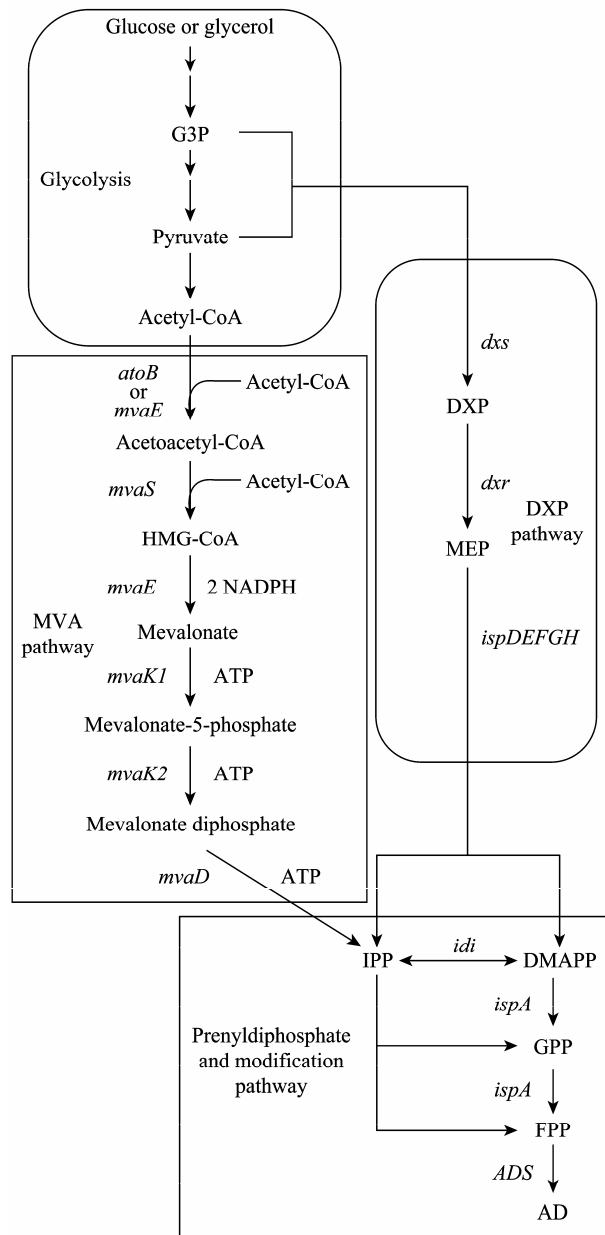 Glucose or glycerol
G3P
Glycolysis
Pyruvate
Acetyl-CoA
atoB
or
mvaE
Acetyl-CoA
Acetoacetyl-CoA
mvaS
Acetyl-CoA
HMG-CoA
mvaE
2 NADPH
MVA
pathway
Mevalonate
mvaK1
ATP
Mevalonate-5-phosphate
mvaK2
ATP
Mevalonate diphosphate
mvaD
ATP
dxs
DXP
dxr
DXP
pathway
MEP
ispDEFGH
IPP
idi
DMAPP
ispA
Prenyldiphosphate
and modification
pathway
GPP
ispA
FPP
ADS
AD